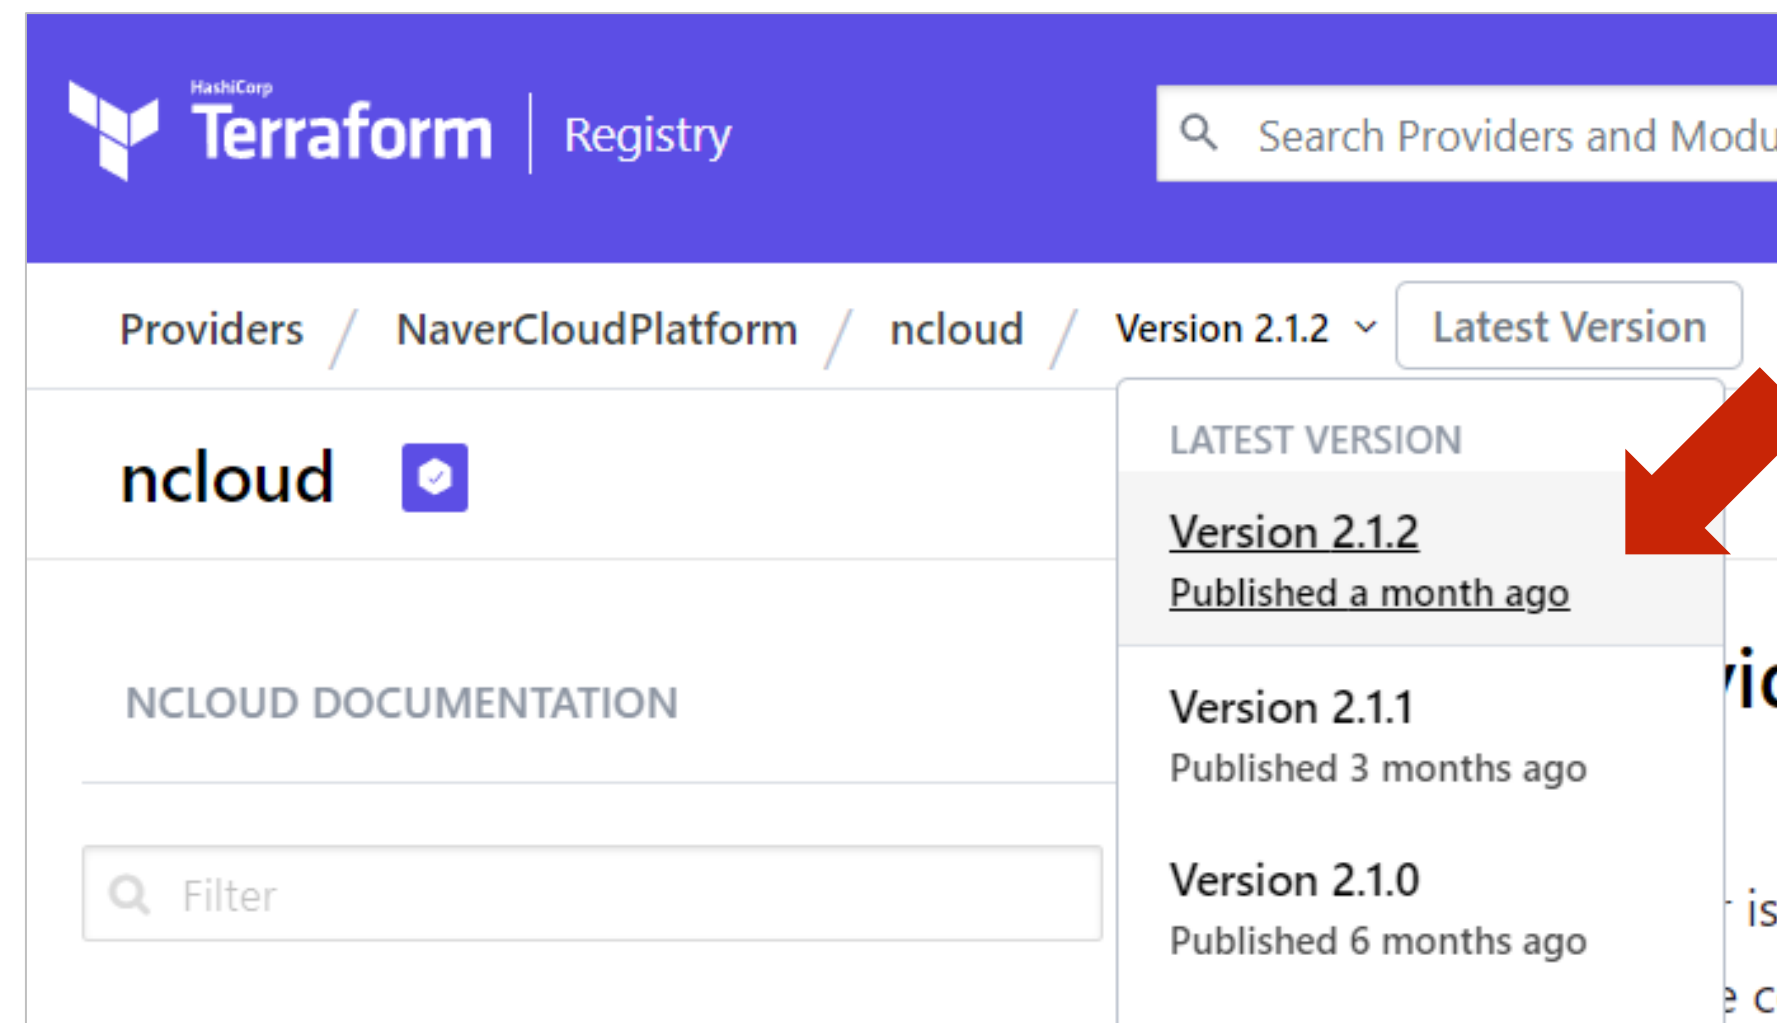 HashiCorp
Terraform
Registry
Search Providers and Modu
Providers / NaverCloudPlatform / ncloud / Version 2.1.2
Latest Version
ncloud
LATEST VERSION
Version 2.1.2
Published a month ago
NCLOUD DOCUMENTATION
Version 2.1.1
Published 3 months ago
Filter
Version 2.1.0
Published 6 months ago
is